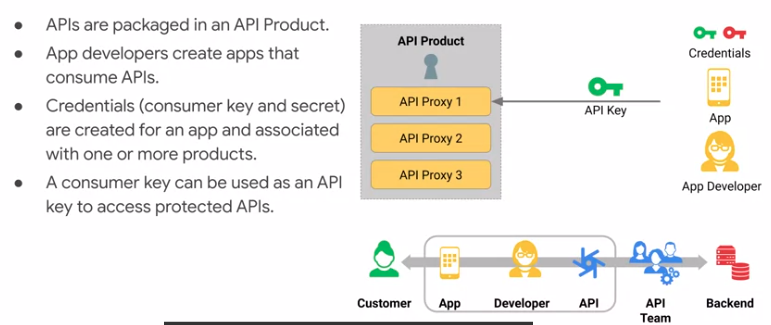 APIs are packaged in an API Product.
App developers create apps that
consume APIs.
Credentials (consumer key and secret)
are created for an app and associated
with one or more products.
A consumer key can be used as an API
key to access protected APIs.
API Product
API Proxy 1
API Proxy 2
API Proxy 3
API Key
Credentials
App
App Developer
Customer
App
Developer
API
API
Team
Backend